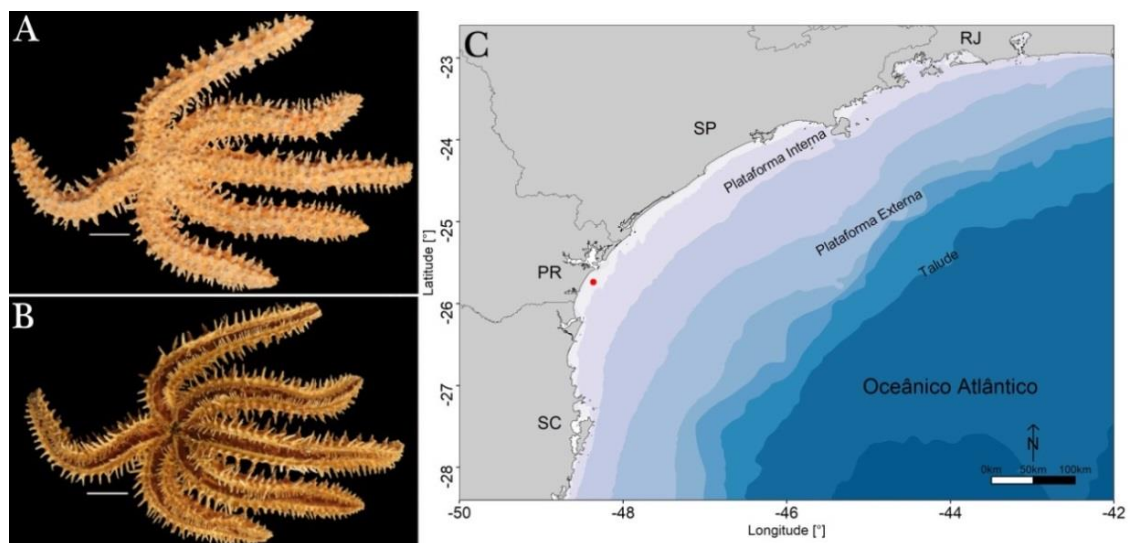 A
B
C
RJ
SP
PR
SC
Plataforma Interna
Plataforma Externa
Talude
Oceânico Atlântico
N
0km 50km 100km
Latitude [°]
-23
-24
-25
-26
-27
-28
-50 -48 -46 -44 -42
Longitude [°]